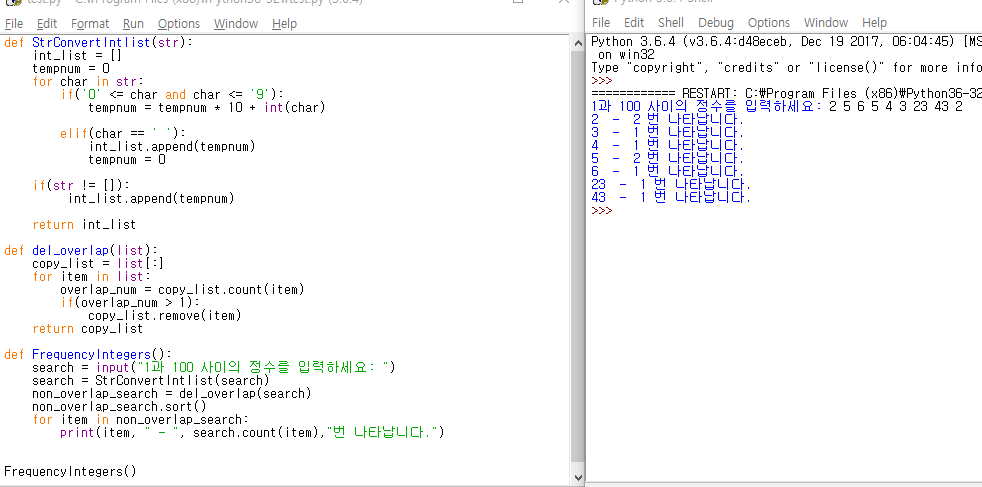 File Edit Format Run Options Window Help
def StrConvertIntlist(str):
    int_list = []
    tempnum = 0
    for char in str:
        if('0' <= char and char <= '9'):
            tempnum = tempnum * 10 + int(char)
        elif(char == ' '):
            int_list.append(tempnum)
            tempnum = 0
    if(str != []):
         int_list.append(tempnum)
    return int_list
def del_overlap(list):
    copy_list = list[:]
    for item in list:
        overlap_num = copy_list.count(item)
        if(overlap_num > 1):
            copy_list.remove(item)
    return copy_list
def FrequencyIntegers():
    search = input("1과 100 사이의 정수를 입력하세요: ")
    search = StrConvertIntlist(search)
    non_overlap_search = del_overlap(search)
    non_overlap_search.sort()
    for item in non_overlap_search:
        print(item, " - ", search.count(item),"번 나타납니다.")
FrequencyIntegers()
File Edit Shell Debug Options Window Help
Python 3.6.4 (v3.6.4:d48eceb, Dec 19 2017, 06:04:45) [MS
 on win32
Type "copyright", "credits" or "license()" for more info
>>>
============ RESTART: C:₩Program Files (x86)₩Python36-32
1과 100 사이의 정수를 입력하세요: 2 5 6 5 4 3 23 43 2
2  -  2 번 나타납니다.
3  -  1 번 나타납니다.
4  -  1 번 나타납니다.
5  -  2 번 나타납니다.
6  -  1 번 나타납니다.
23  -  1 번 나타납니다.
43  -  1 번 나타납니다.
>>>